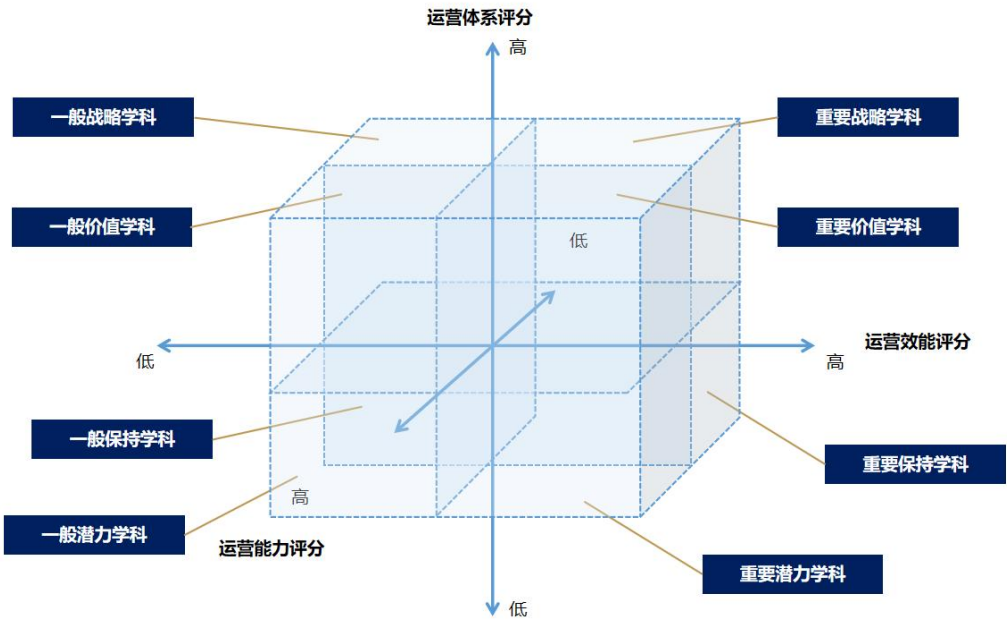 运营体系评分
高
一般战略学科
重要战略学科
一般价值学科
重要价值学科
低
运营效能评分
低
高
一般保持学科
重要保持学科
高
一般潜力学科
运营能力评分
重要潜力学科
低